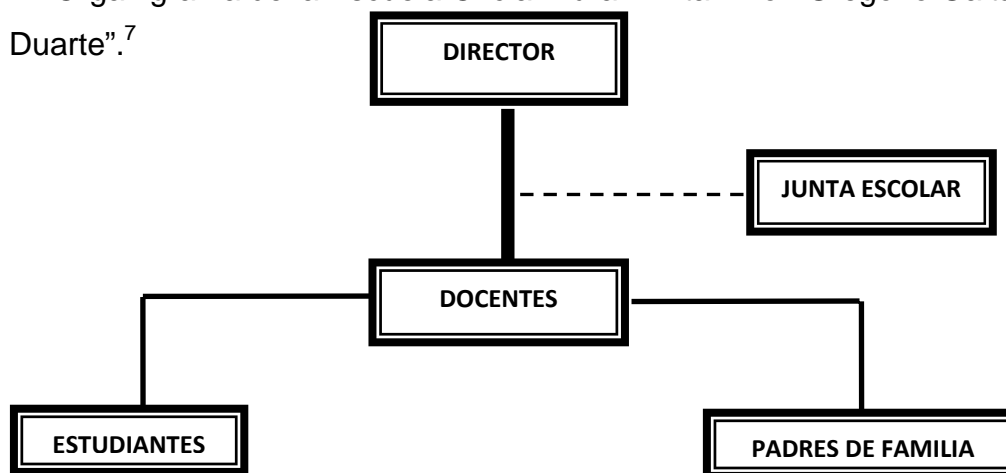 Duarte”.7
DIRECTOR
JUNTA ESCOLAR
DOCENTES
ESTUDIANTES
PADRES DE FAMILIA